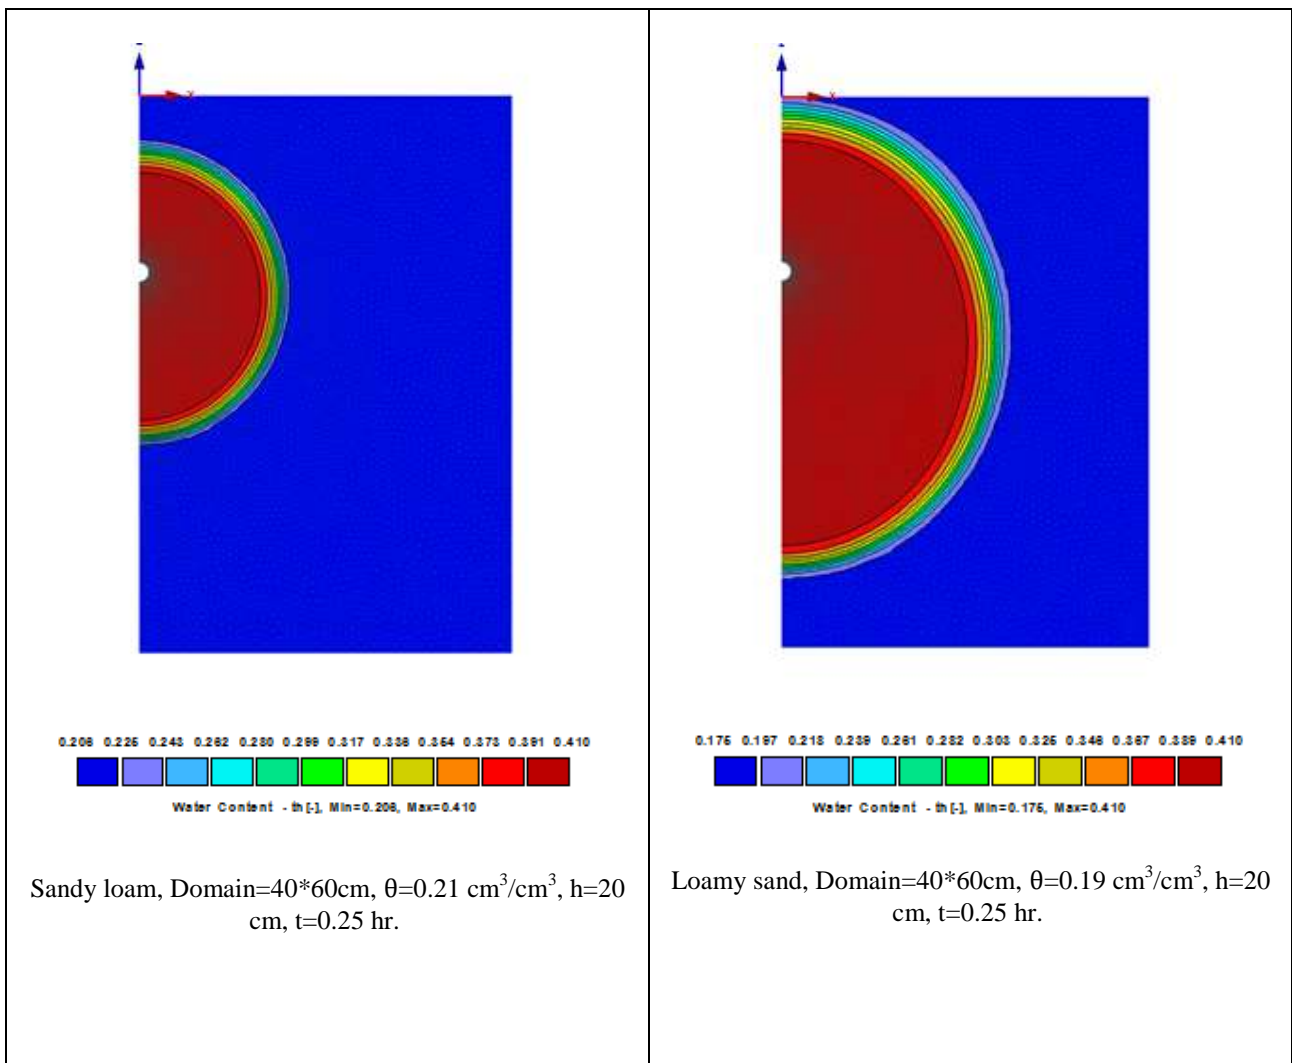 x
x
0.206 0.225 0.243 0.262 0.280 0.299 0.317 0.336 0.354 0.373 0.391 0.410
Water Content - th[-], Min=0.206, Max=0.410
0.175 0.197 0.218 0.239 0.261 0.282 0.303 0.325 0.346 0.367 0.389 0.410
Water Content - th[-], Min=0.175, Max=0.410
Sandy loam, Domain=40*60cm, θ=0.21 cm³/cm³, h=20
cm, t=0.25 hr.
Loamy sand, Domain=40*60cm, θ=0.19 cm³/cm³, h=20
cm, t=0.25 hr.